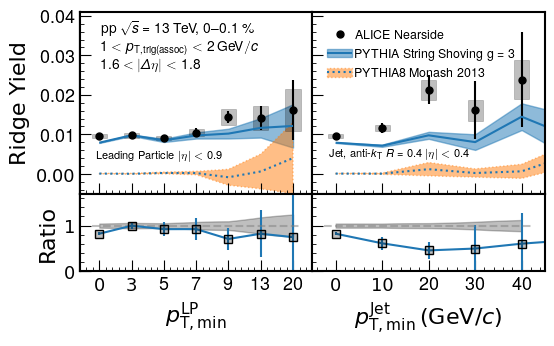 pp √s = 13 TeV, 0–0.1 %
1 < p_T,trig(assoc) < 2 GeV/c
1.6 < |Δη| < 1.8
ALICE Nearside
PYTHIA String Shoving g = 3
PYTHIA8 Monash 2013
Ridge Yield
0.04
0.03
0.02
0.01
0.00
Leading Particle |η| < 0.9
Jet, anti-k_T R = 0.4 |η| < 0.4
Ratio
1
0
0 3 5 7 9 13 20
0 10 20 30 40
p_T,min^LP
p_T,min^Jet (GeV/c)